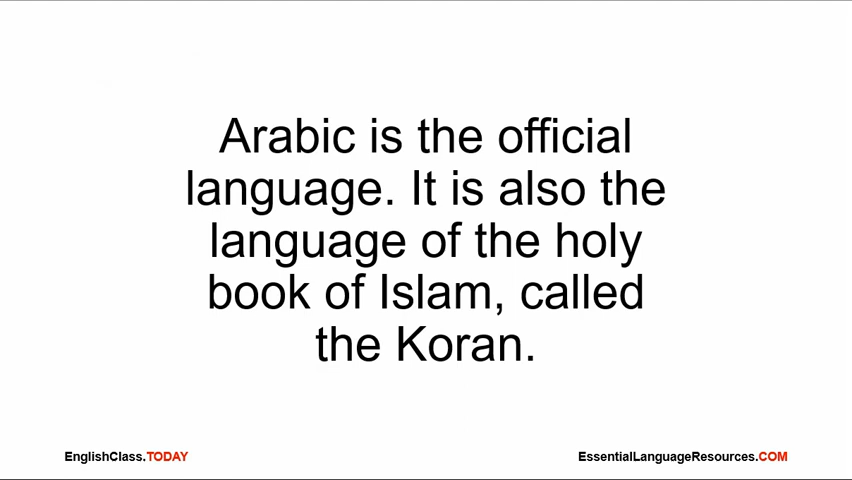 Arabic is the official
language. It is also the
language of the holy
book of Islam, called
the Koran.
EnglishClass.TODAY
EssentialLanguageResources.COM